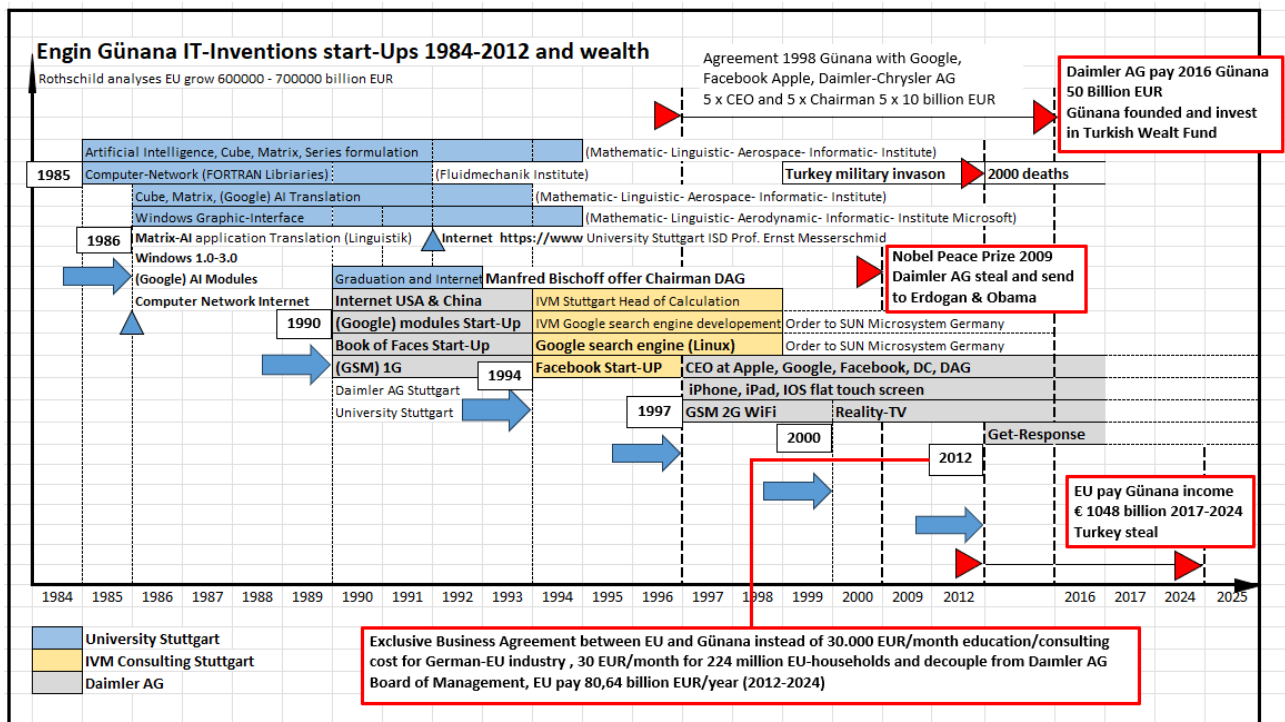 Engin Günana IT-Inventions start-Ups 1984-2012 and wealth
Rothschild analyses EU grow 600000 - 700000 billion EUR
Agreement 1998 Günana with Google,
Facebook Apple, Daimler-Chrysler AG
5 x CEO and 5 x Chairman 5 x 10 billion EUR
Daimler AG pay 2016 Günana
50 Billion EUR
Günana founded and invest
in Turkish Wealt Fund
Artificial Intelligence, Cube, Matrix, Series formulation
(Mathematic- Linguistic- Aerospace- Informatic- Institute)
1985
Computer-Network (FORTRAN Libriaries)
(Fluidmechanik Institute)
Turkey military invason
2000 deaths
Cube, Matrix, (Google) AI Translation
(Mathematic- Linguistic- Aerospace- Informatic- Institute)
Windows Graphic-Interface
(Mathematic- Linguistic- Aerodynamic- Informatic- Institute Microsoft)
1986
Matrix-AI application Translation (Linguistik)
Internet https://www University Stuttgart ISD Prof. Ernst Messerschmid
Windows 1.0-3.0
(Google) AI Modules
Computer Network Internet
Nobel Peace Prize 2009
Daimler AG steal and send
to Erdogan & Obama
Graduation and Internet
Manfred Bischoff offer Chairman DAG
Internet USA & China
IVM Stuttgart Head of Calculation
1990
(Google) modules Start-Up
IVM Google search engine developement
Order to SUN Microsystem Germany
Book of Faces Start-Up
Google search engine (Linux)
Order to SUN Microsystem Germany
(GSM) 1G
1994
Facebook Start-UP
CEO at Apple, Google, Facebook, DC, DAG
Daimler AG Stuttgart
iPhone, iPad, IOS flat touch screen
University Stuttgart
1997
GSM 2G WiFi
Reality-TV
2000
Get-Response
2012
EU pay Günana income
€ 1048 billion 2017-2024
Turkey steal
1984 1985 1986 1987 1988 1989 1990 1991 1992 1993 1994 1995 1996 1997 1998 1999 2000 2009 2012 2016 2017 2024 2025
University Stuttgart
IVM Consulting Stuttgart
Daimler AG
Exclusive Business Agreement between EU and Günana instead of 30.000 EUR/month education/consulting
cost for German-EU industry , 30 EUR/month for 224 million EU-households and decouple from Daimler AG
Board of Management, EU pay 80,64 billion EUR/year (2012-2024)